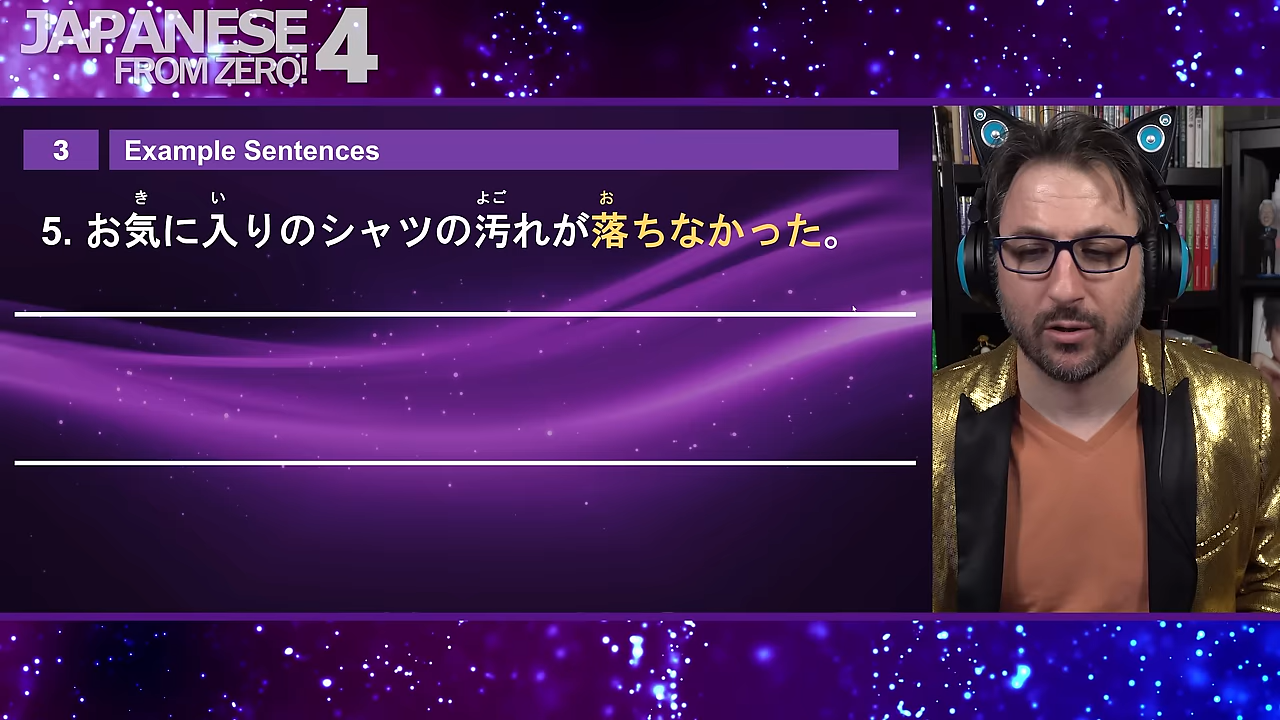 JAPANESE
FROM ZERO! 4
3 Example Sentences
き い よご お
5. お気に入りのシャツの汚れが落ちなかった。